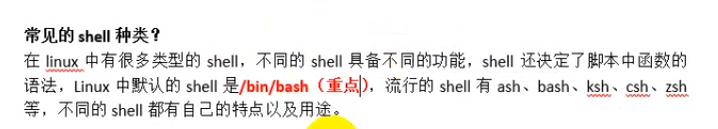 常见的 shell 种类？
在 linux 中有很多类型的 shell，不同的 shell 具备不同的功能，shell 还决定了脚本中函数的
语法，Linux 中默认的 shell 是/bin/bash（重点），流行的 shell 有 ash、bash、ksh、csh、zsh
等，不同的 shell 都有自己的特点以及用途。